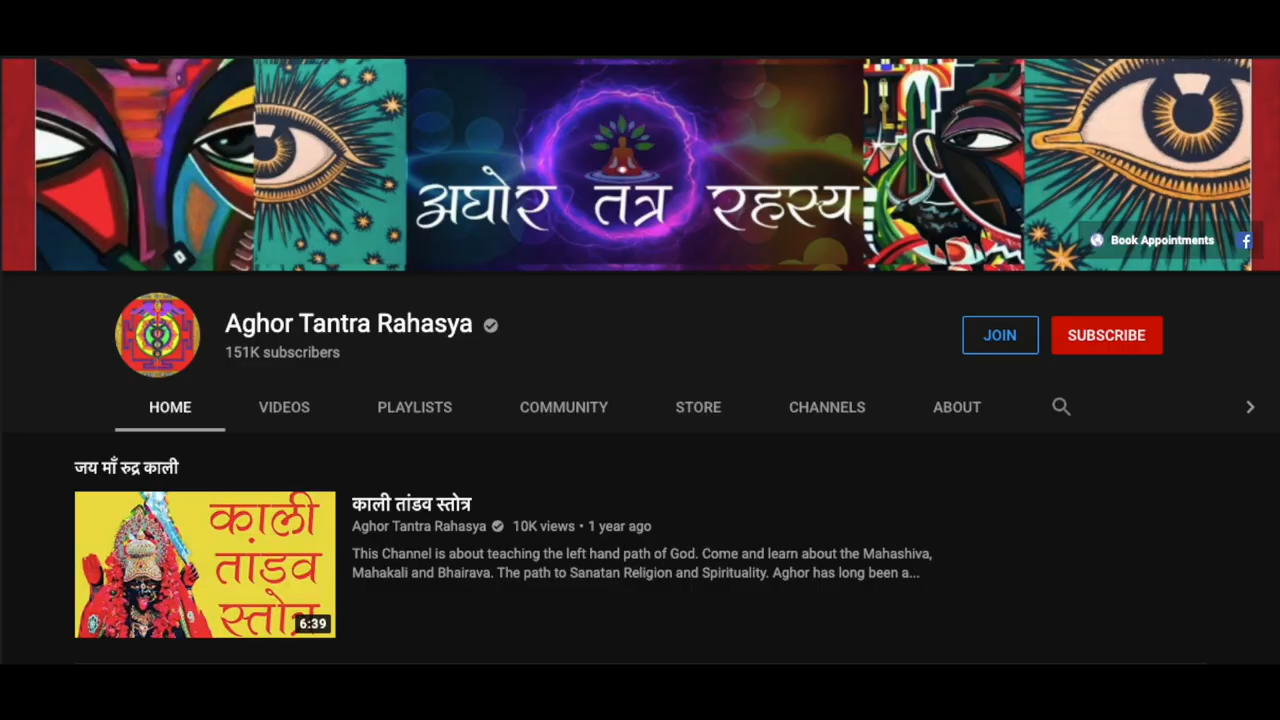 अघोर तत्र रहस्य
Book Appointments
Aghor Tantra Rahasya
151K subscribers
JOIN
SUBSCRIBE
HOME
VIDEOS
PLAYLISTS
COMMUNITY
STORE
CHANNELS
ABOUT
जय माँ रुद्र काली
काली
तांडव
स्तोत्र
6:39
काली तांडव स्तोत्र
Aghor Tantra Rahasya 10K views • 1 year ago
This Channel is about teaching the left hand path of God. Come and learn about the Mahashiva,
Mahakali and Bhairava. The path to Sanatan Religion and Spirituality. Aghor has long been a...